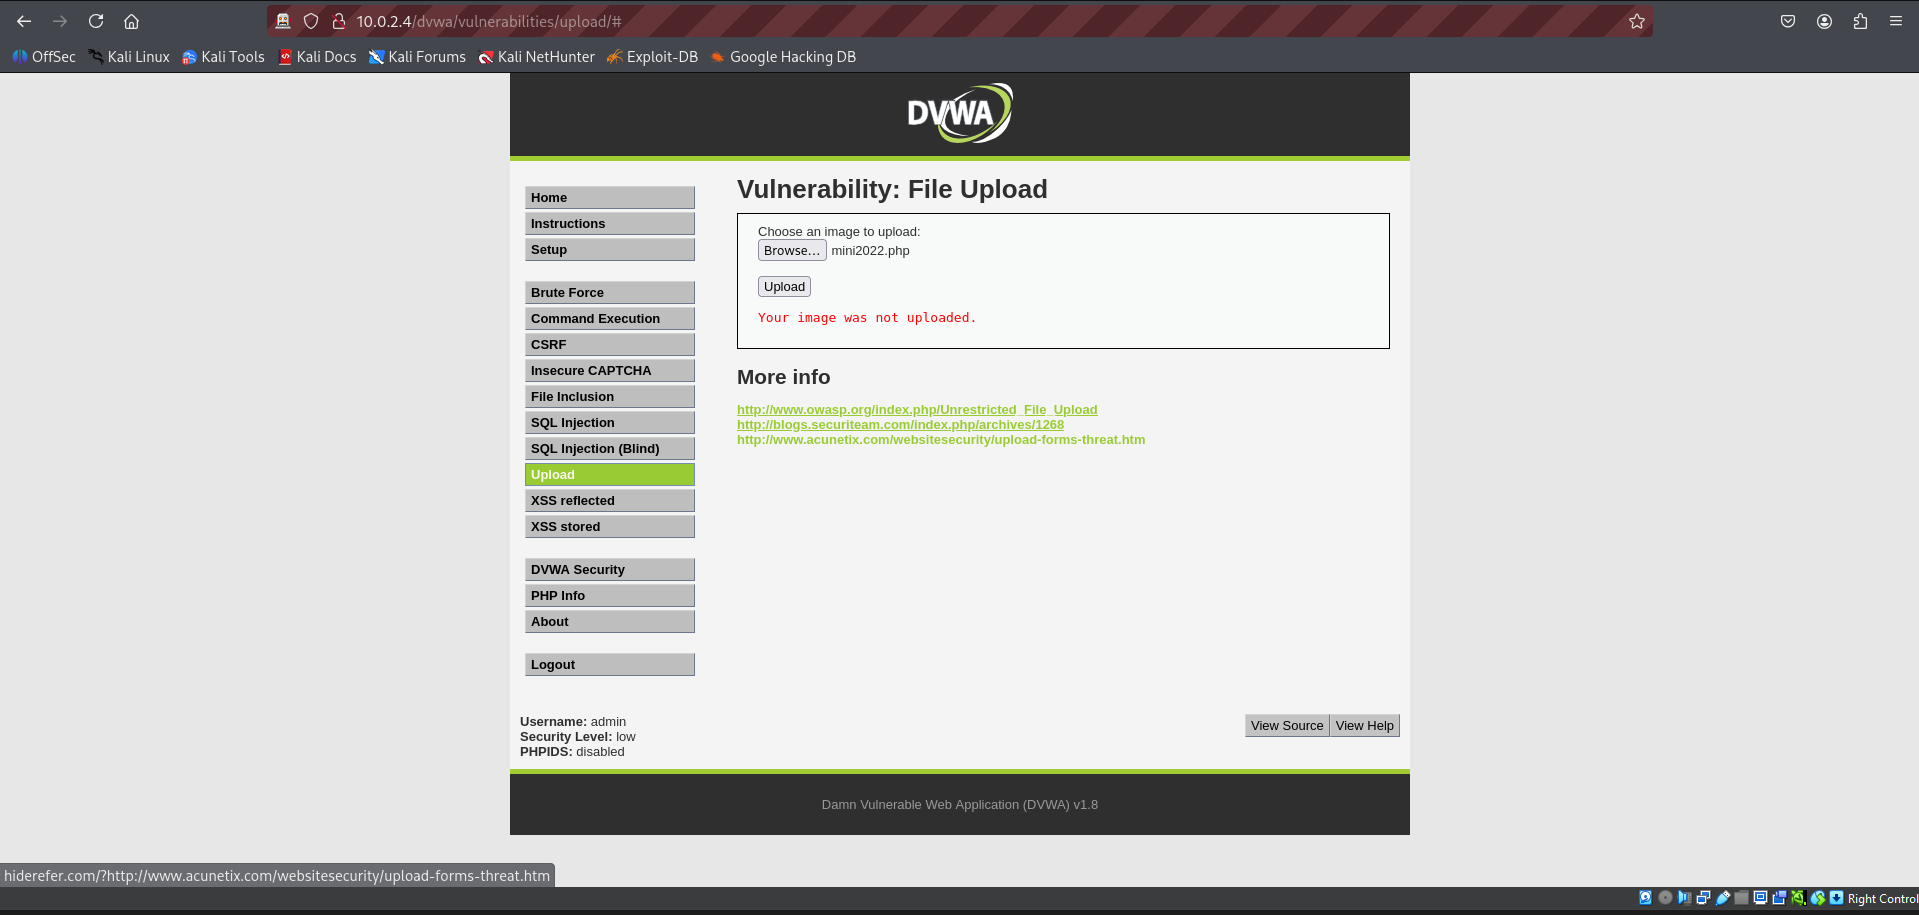 10.0.2.4/dvwa/vulnerabilities/upload/#
OffSec Kali Linux Kali Tools Kali Docs Kali Forums Kali NetHunter Exploit-DB Google Hacking DB
DVWA
Home
Instructions
Setup
Brute Force
Command Execution
CSRF
Insecure CAPTCHA
File Inclusion
SQL Injection
SQL Injection (Blind)
Upload
XSS reflected
XSS stored
DVWA Security
PHP Info
About
Logout
Vulnerability: File Upload
Choose an image to upload:
Browse... mini2022.php
Upload
Your image was not uploaded.
More info
http://www.owasp.org/index.php/Unrestricted_File_Upload
http://blogs.securiteam.com/index.php/archives/1268
http://www.acunetix.com/websitesecurity/upload-forms-threat.htm
Username: admin
Security Level: low
PHPIDS: disabled
View Source View Help
Damn Vulnerable Web Application (DVWA) v1.8
hiderefer.com/?http://www.acunetix.com/websitesecurity/upload-forms-threat.htm
Right Control